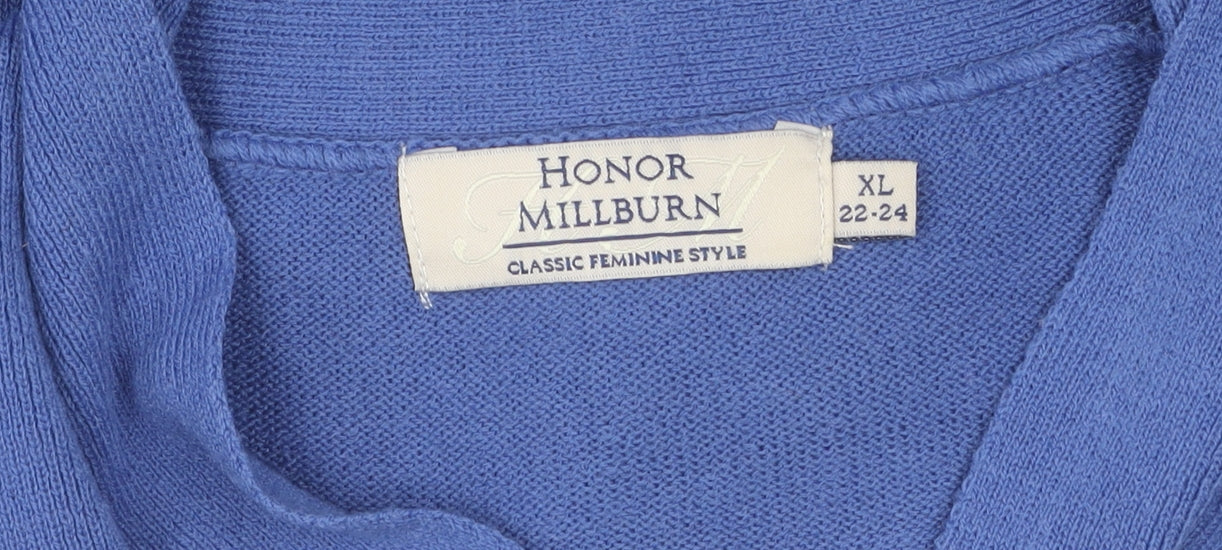 HONOR
MILLBURN
CLASSIC FEMININE STYLE
XL
22-24